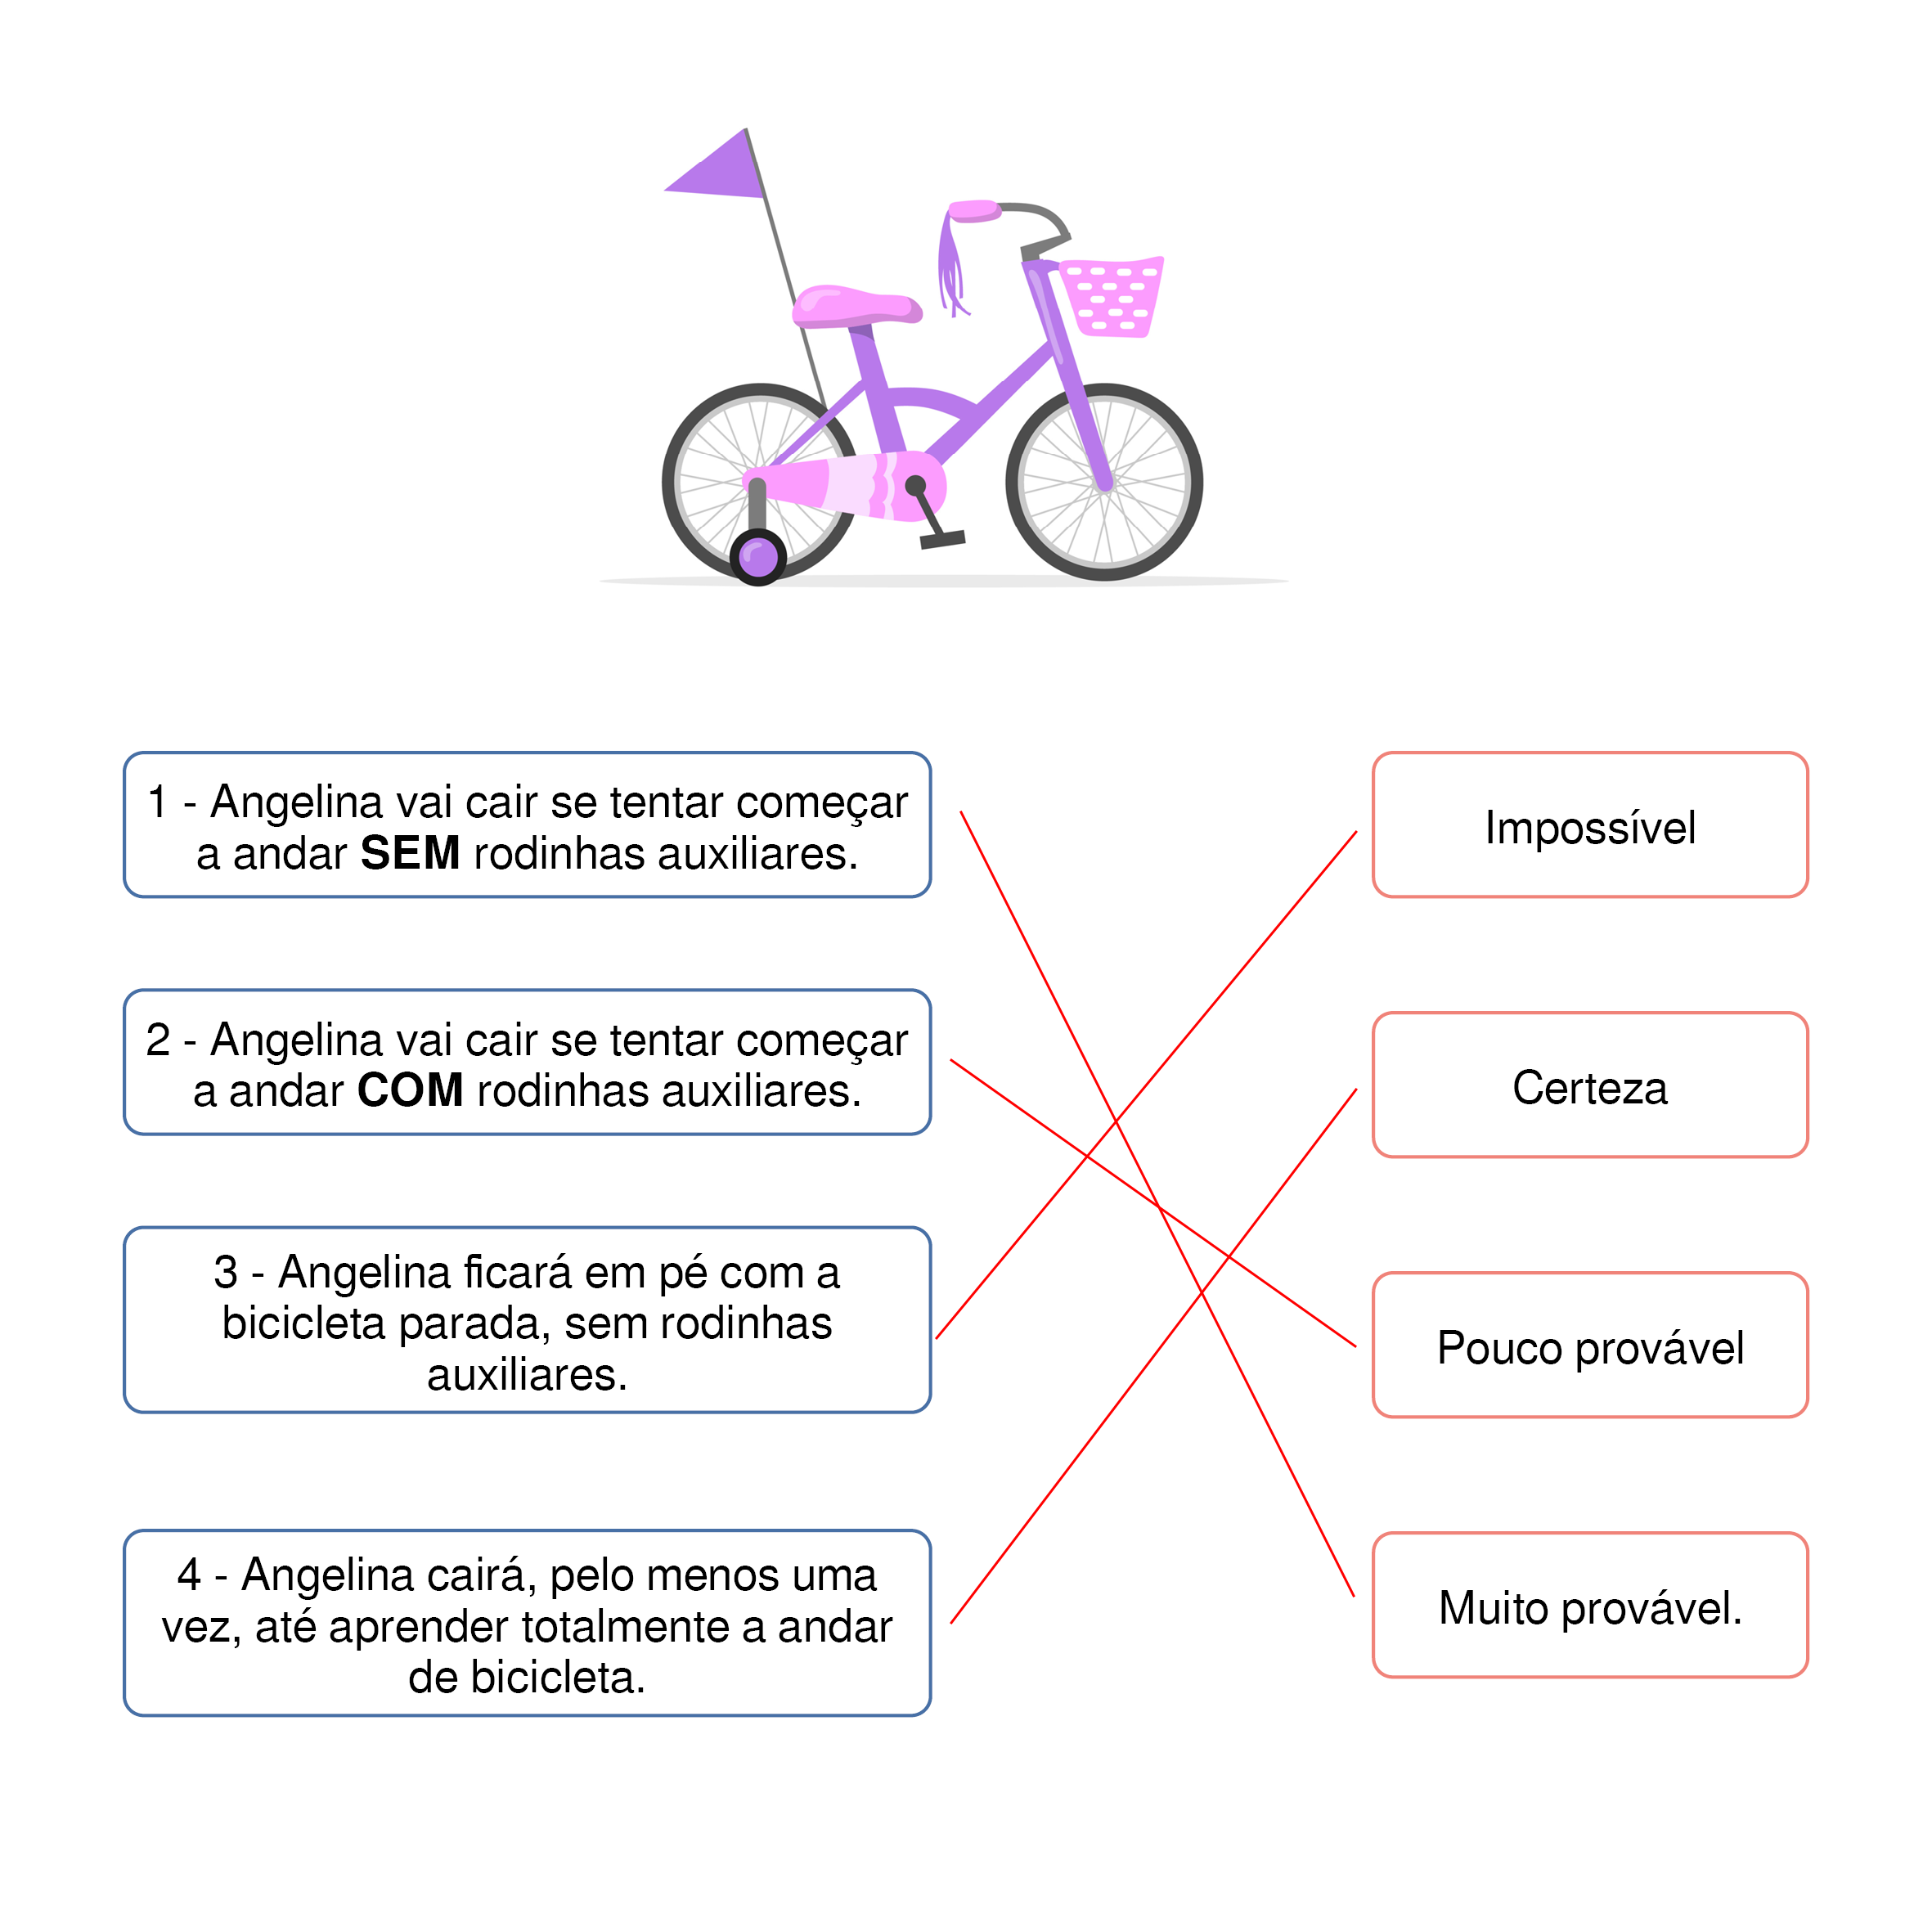 1 - Angelina vai cair se tentar começar
a andar SEM rodinhas auxiliares.
2 - Angelina vai cair se tentar começar
a andar COM rodinhas auxiliares.
3 - Angelina ficará em pé com a
bicicleta parada, sem rodinhas
auxiliares.
4 - Angelina cairá, pelo menos uma
vez, até aprender totalmente a andar
de bicicleta.
Impossível
Certeza
Pouco provável
Muito provável.